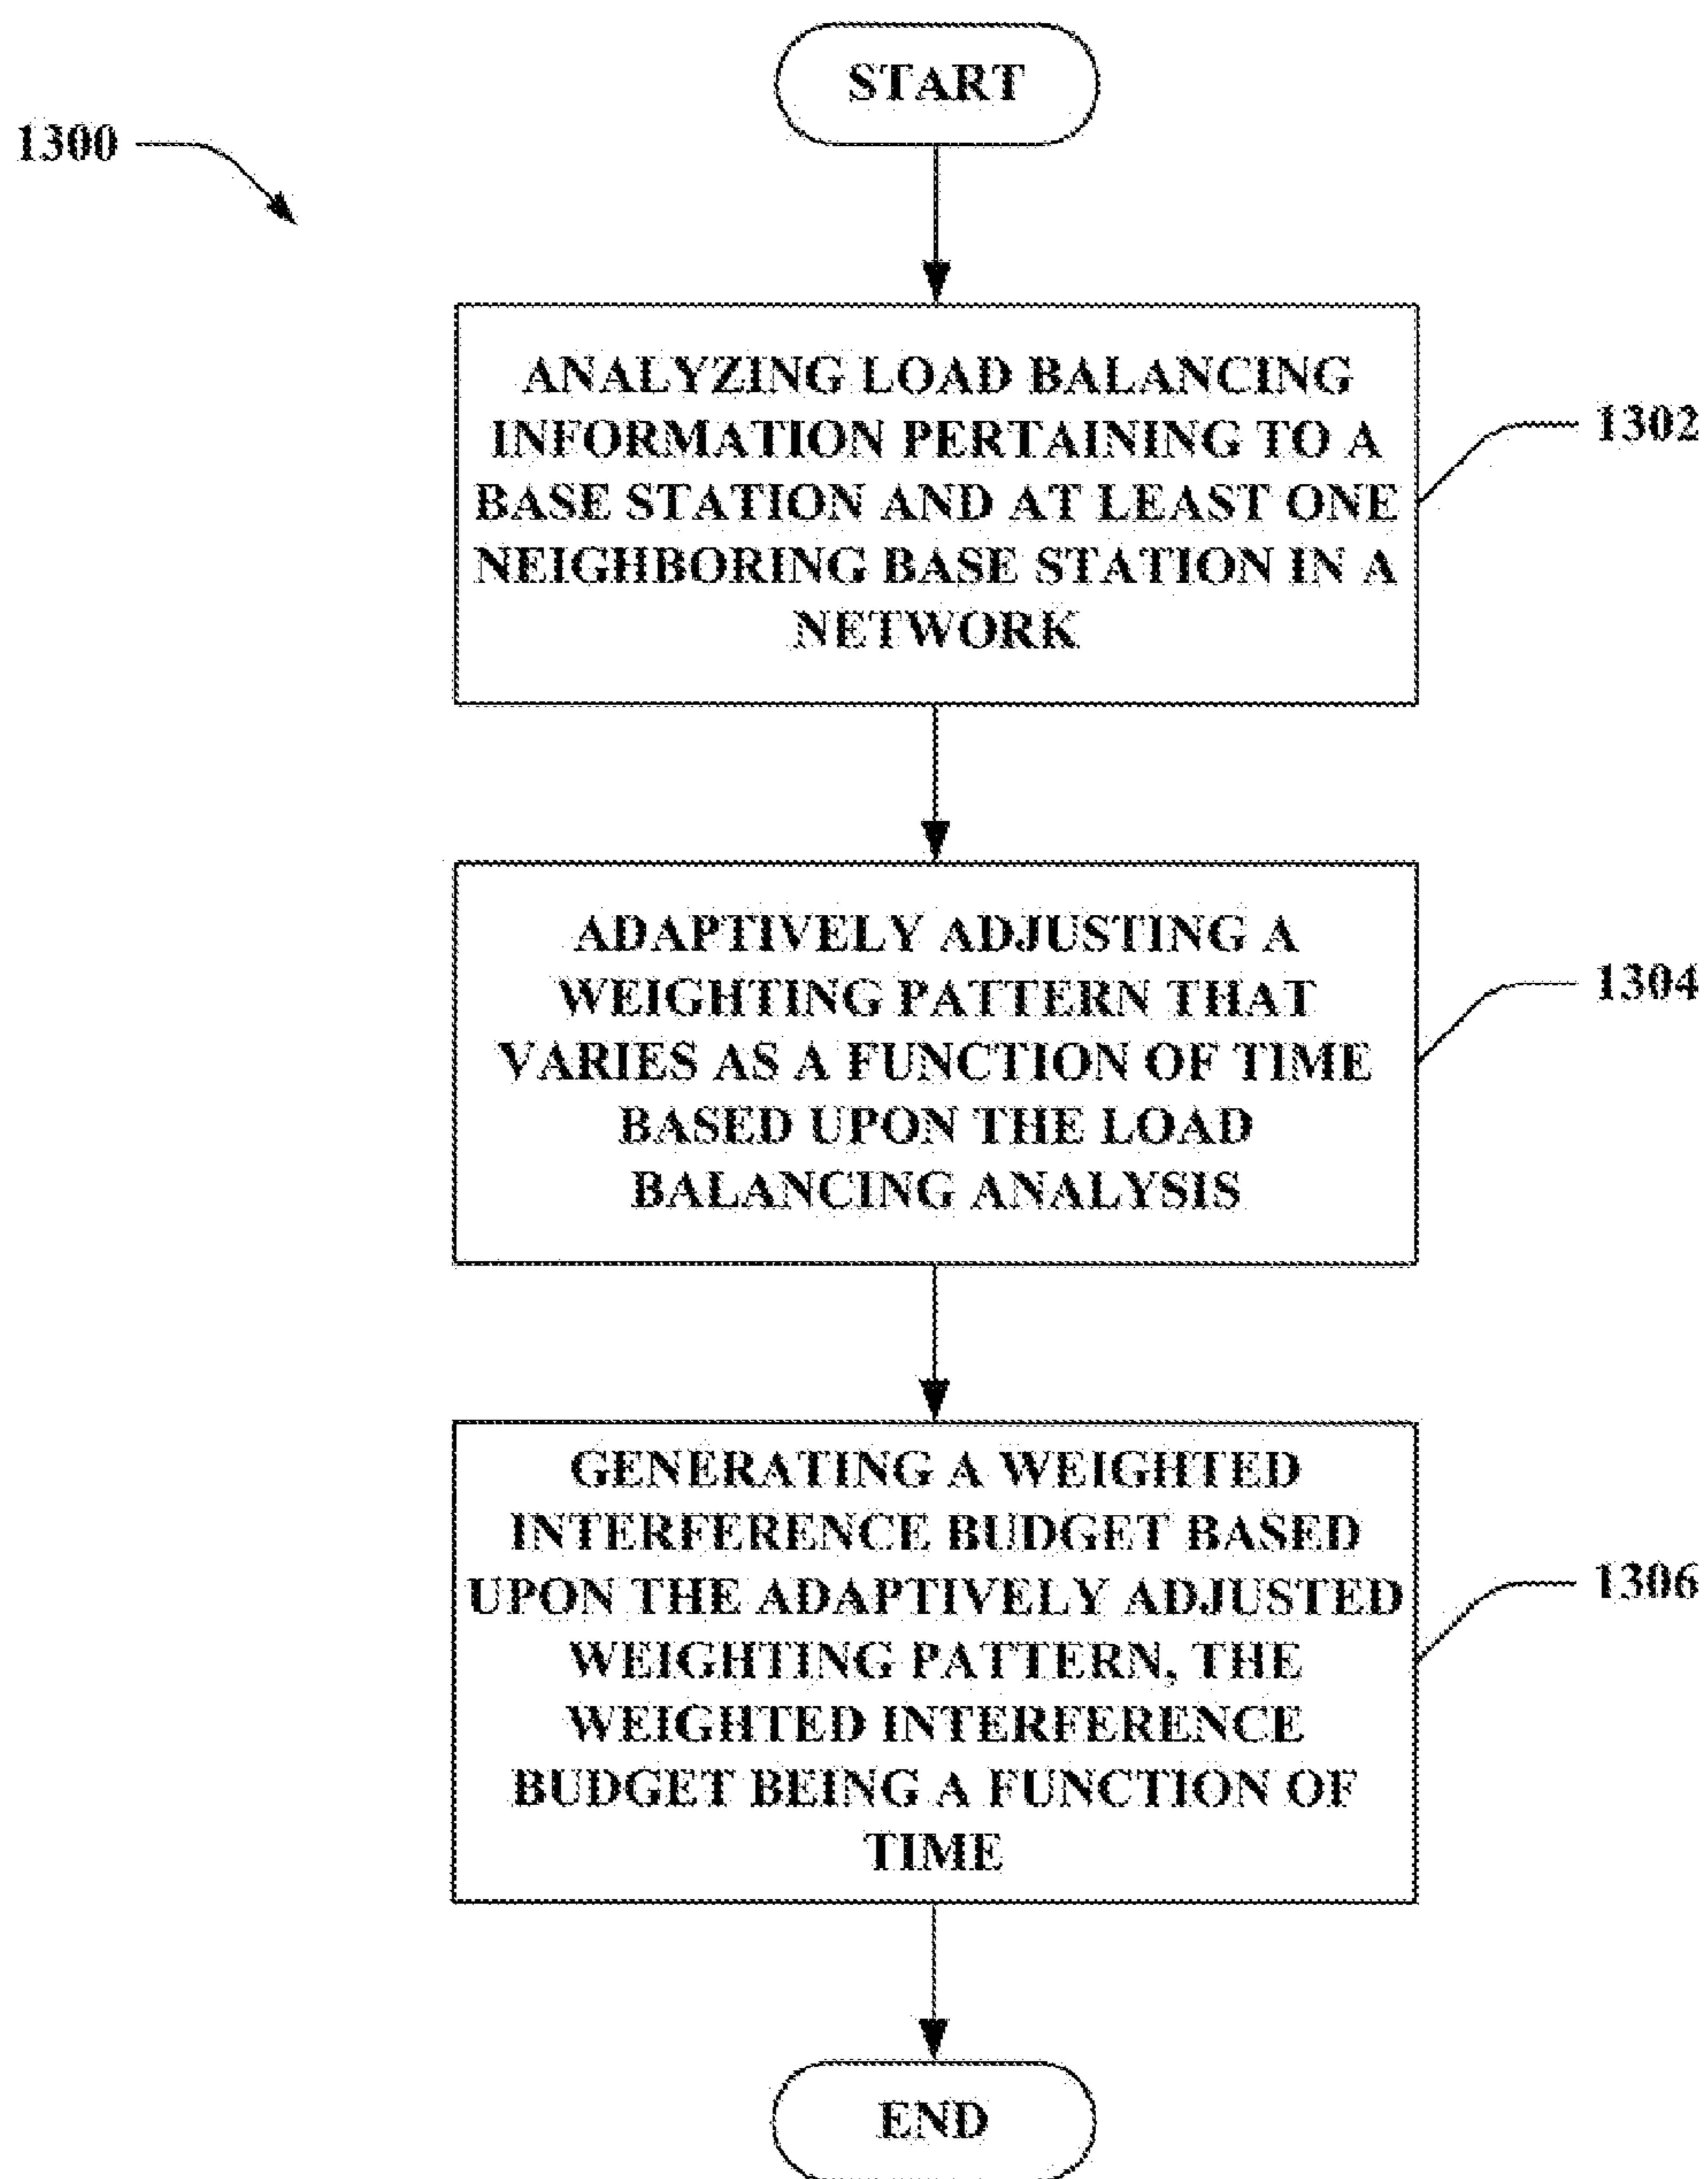 START
1300
ANALYZING LOAD BALANCING
INFORMATION PERTAINING TO A
BASE STATION AND AT LEAST ONE
NEIGHBORING BASE STATION IN A
NETWORK
1302
ADAPTIVELY ADJUSTING A
WEIGHTING PATTERN THAT
VARIES AS A FUNCTION OF TIME
BASED UPON THE LOAD
BALANCING ANALYSIS
1304
GENERATING A WEIGHTED
INTERFERENCE BUDGET BASED
UPON THE ADAPTIVELY ADJUSTED
WEIGHTING PATTERN, THE
WEIGHTED INTERFERENCE
BUDGET BEING A FUNCTION OF
TIME
1306
END